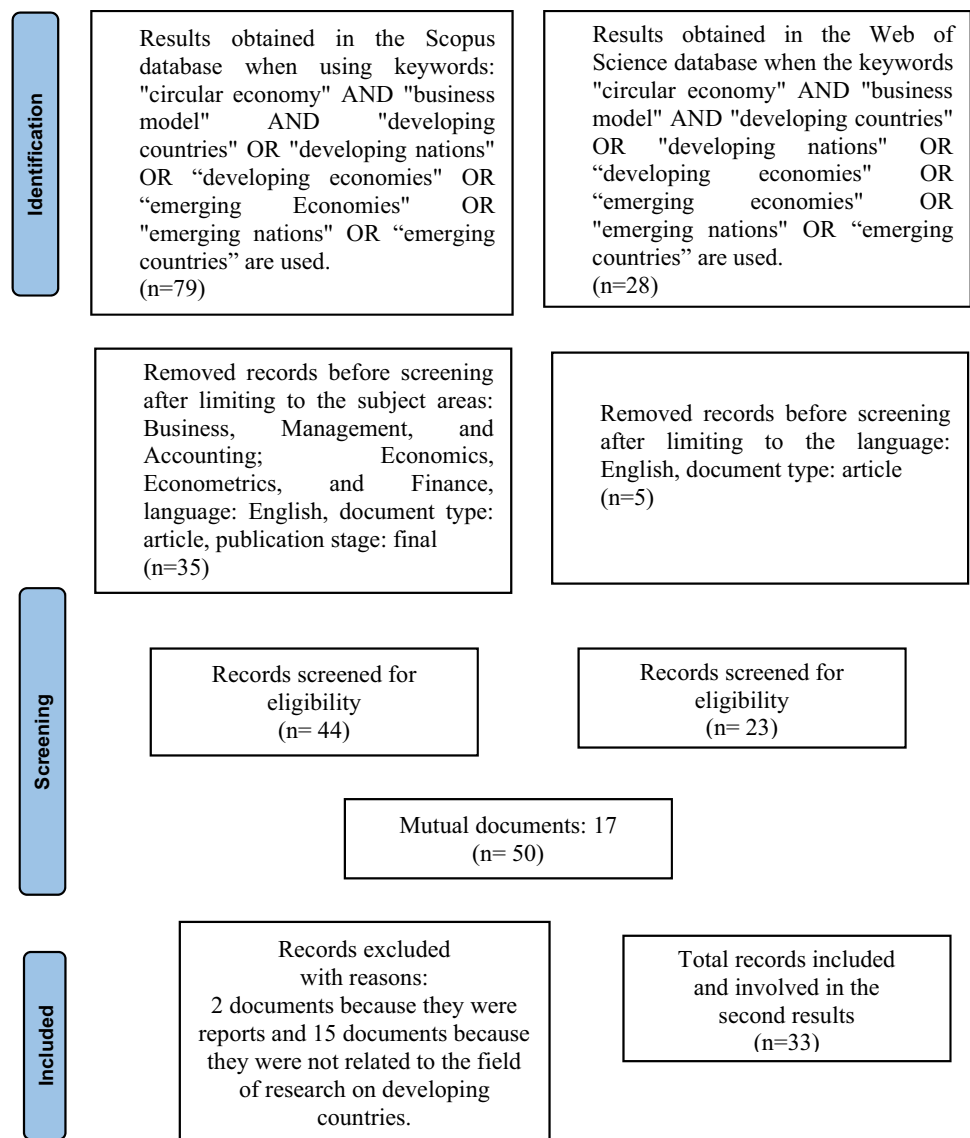 Identification
Results obtained in the Scopus
database when using keywords:
"circular economy" AND "business
model" AND "developing
countries" OR "developing nations"
OR “developing economies" OR
“emerging Economies" OR
"emerging nations" OR “emerging
countries” are used.
(n=79)
Results obtained in the Web of
Science database when the keywords
"circular economy" AND "business
model" AND "developing countries"
OR "developing nations" OR
“developing economies" OR
“emerging economies" OR
"emerging nations" OR “emerging
countries” are used.
(n=28)
Removed records before screening
after limiting to the subject areas:
Business, Management, and
Accounting; Economics,
Econometrics, and Finance,
language: English, document type:
article, publication stage: final
(n=35)
Removed records before screening
after limiting to the language:
English, document type: article
(n=5)
Screening
Records screened for
eligibility
(n= 44)
Records screened for
eligibility
(n= 23)
Mutual documents: 17
(n= 50)
Included
Records excluded
with reasons:
2 documents because they were
reports and 15 documents because
they were not related to the field
of research on developing
countries.
Total records included
and involved in the
second results
(n=33)